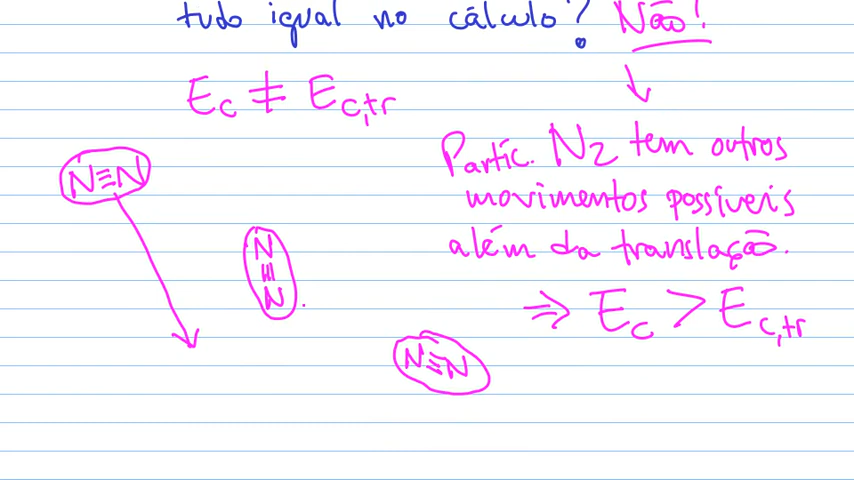 tudo igual no cálculo? Não!
Ec ≠ Ec,tr
Partíc. N2 tem outros
movimentos possíveis
além da translação.
⇒ Ec > Ec,tr
N≡N
N≡N
N≡N